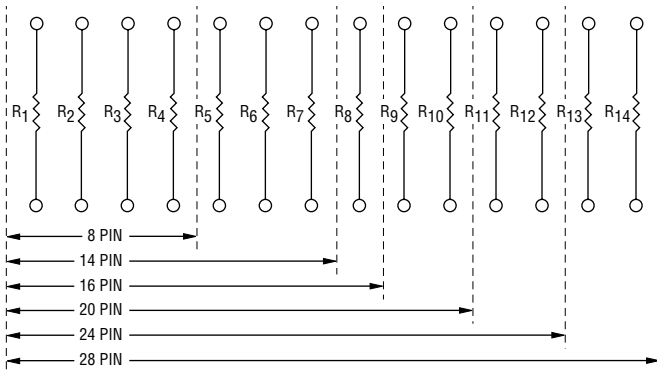 R1 R2 R3 R4 R5 R6 R7 R8 R9 R10 R11 R12 R13 R14
8 PIN
14 PIN
16 PIN
20 PIN
24 PIN
28 PIN